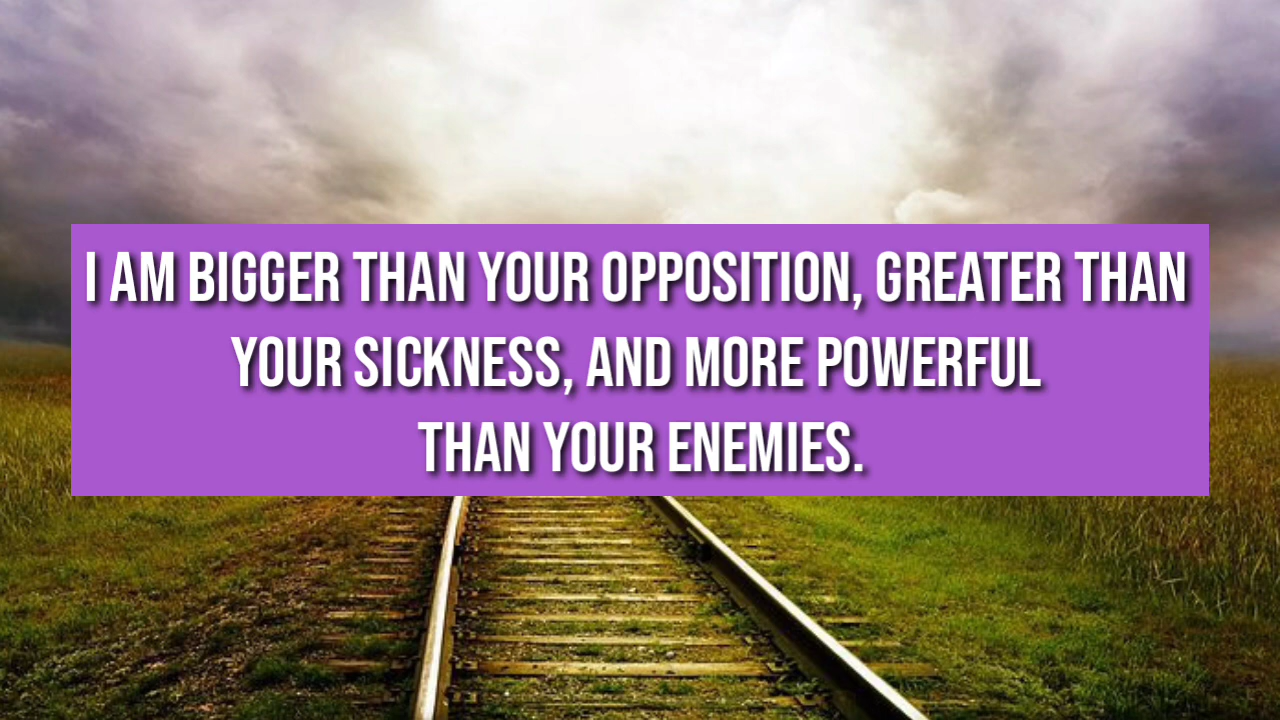 I AM BIGGER THAN YOUR OPPOSITION, GREATER THAN
YOUR SICKNESS, AND MORE POWERFUL
THAN YOUR ENEMIES.